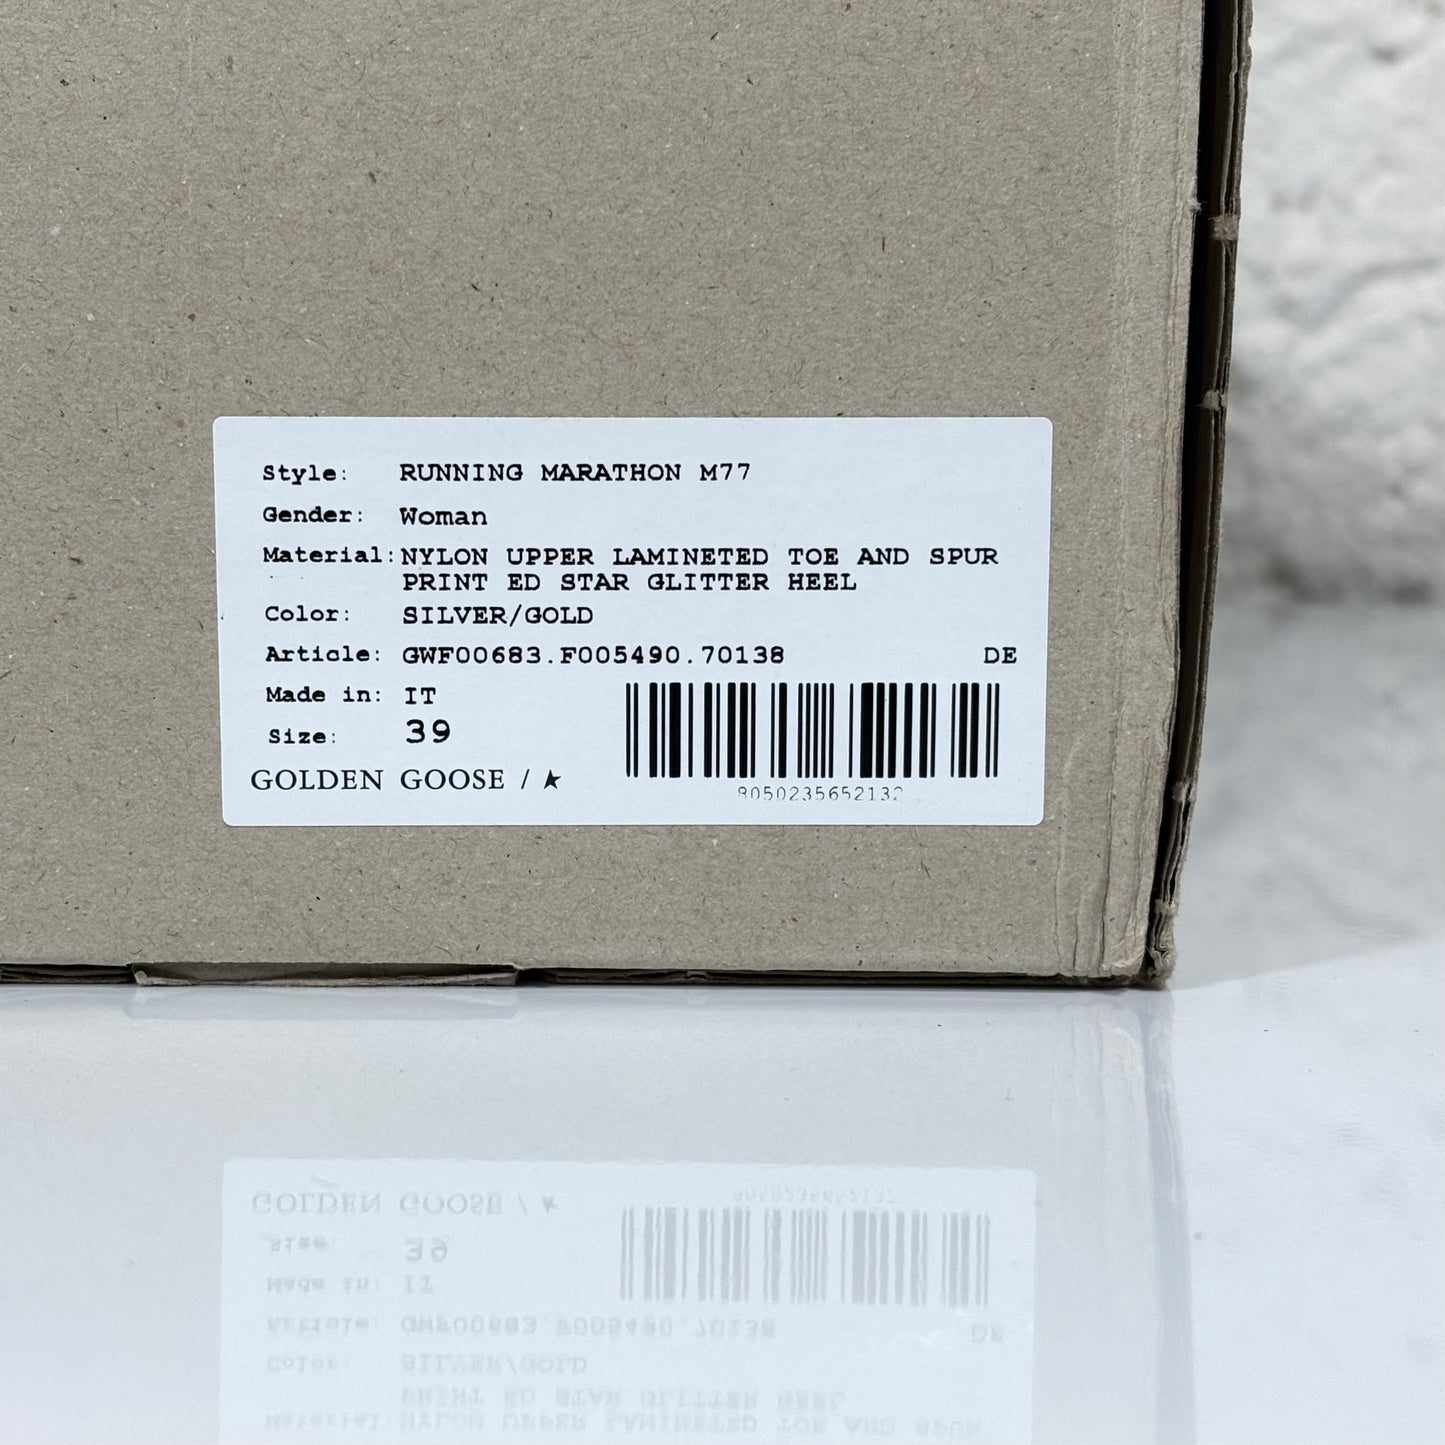 Style: RUNNING MARATHON M77
Gender: Woman
Material: NYLON UPPER LAMINETED TOE AND SPUR
PRINT ED STAR GLITTER HEEL
Color: SILVER/GOLD
Article: GWF00683.F005490.70138 DE
Made in: IT
Size: 39
GOLDEN GOOSE / ★
8050235652132